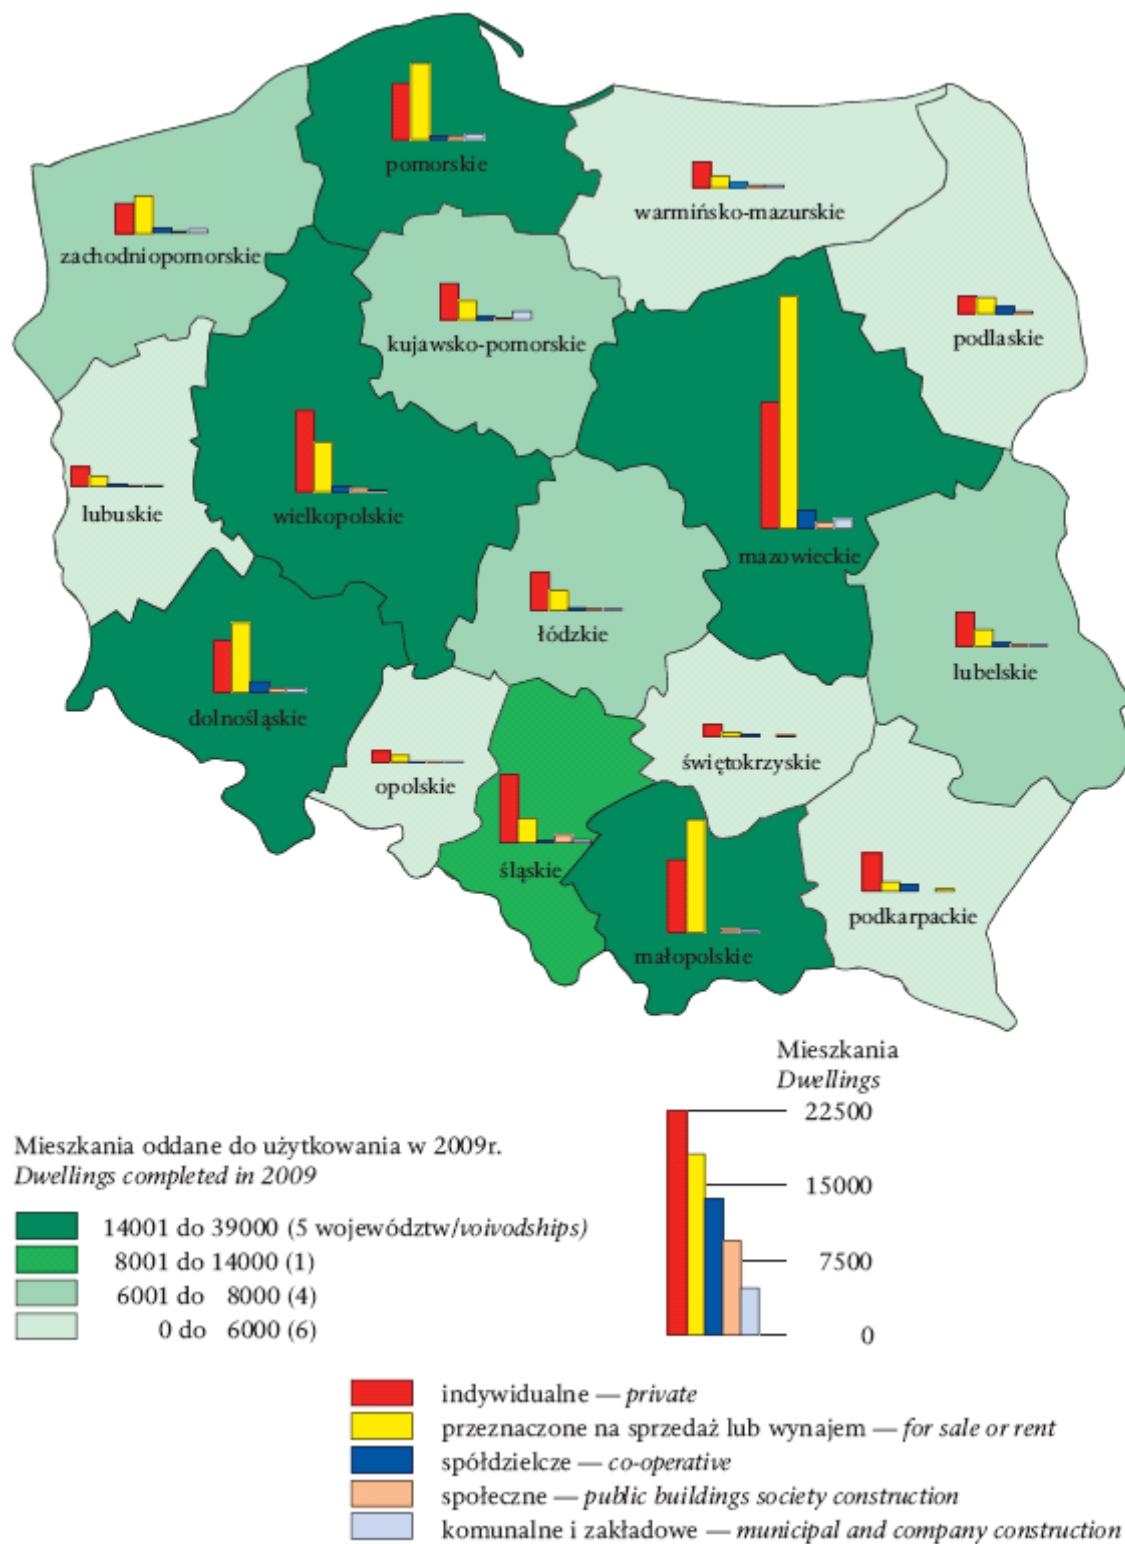 pomorskie
warmińsko-mazurskie
zachodniopomorskie
podlaskie
kujawsko-pomorskie
lubuskie
wielkopolskie
mazowieckie
łódzkie
lubelskie
dolnośląskie
świętokrzyskie
opolskie
śląskie
podkarpackie
małopolskie
Mieszkania
Dwellings
22500
15000
7500
0
Mieszkania oddane do użytkowania w 2009r.
Dwellings completed in 2009
14001 do 39000 (5 województw/voivodships)
8001 do 14000 (1)
6001 do 8000 (4)
0 do 6000 (6)
indywidualne — private
przeznaczone na sprzedaż lub wynajem — for sale or rent
spółdzielcze — co-operative
społeczne — public buildings society construction
komunalne i zakładowe — municipal and company construction